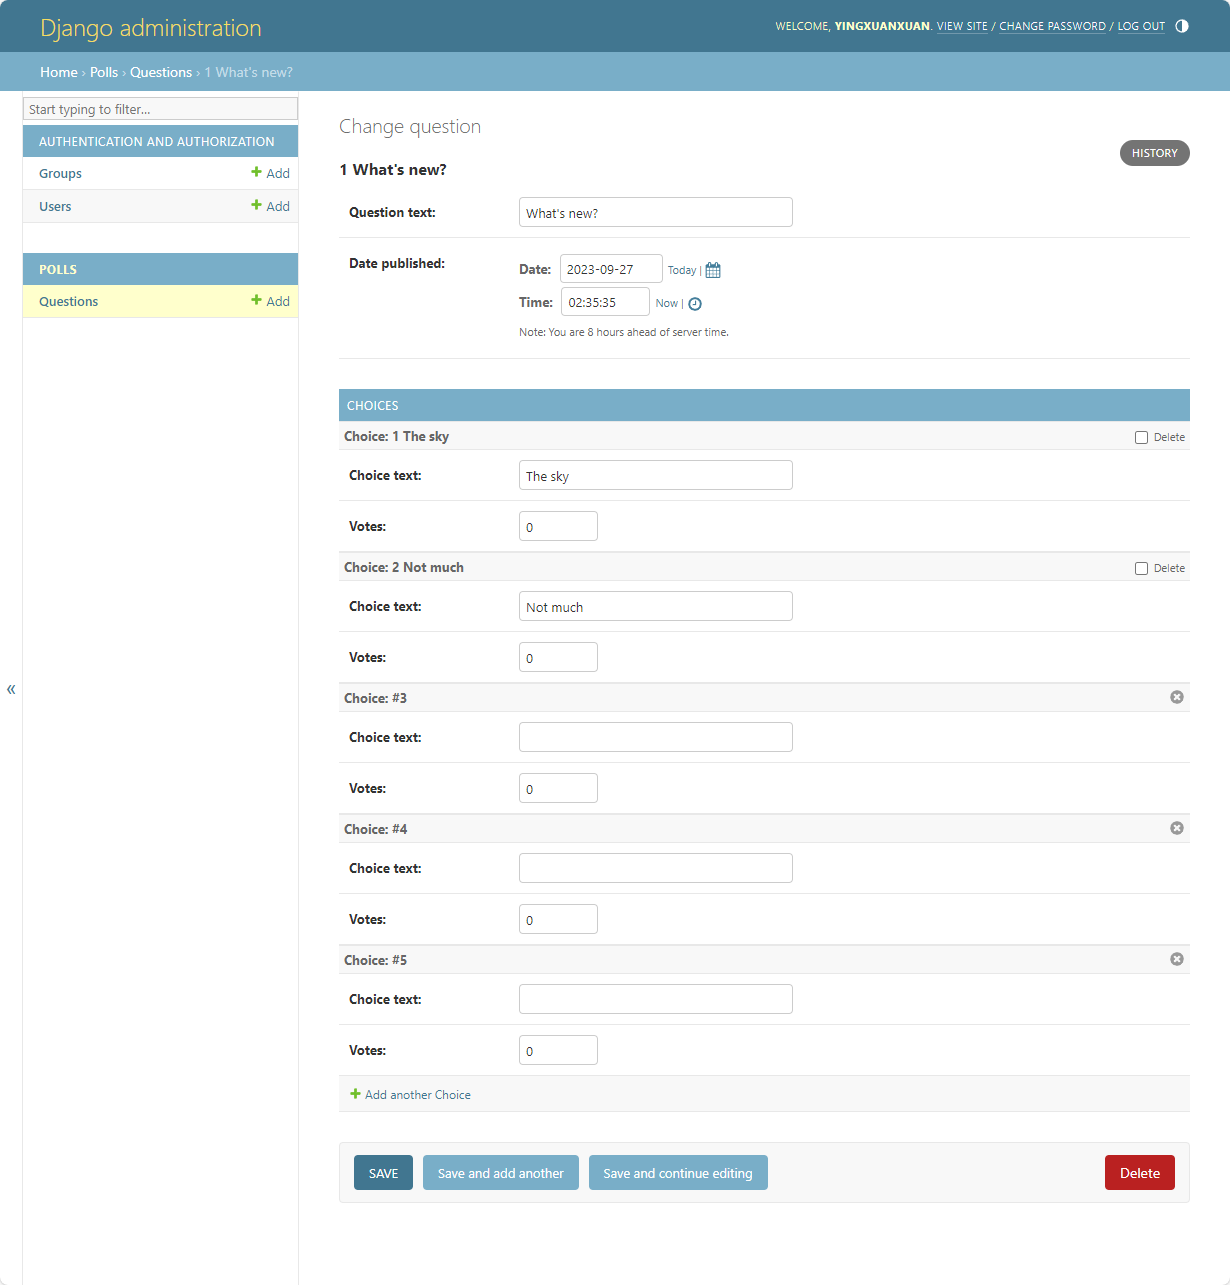 Django administration
WELCOME, YINGXUANXUAN. VIEW SITE / CHANGE PASSWORD / LOG OUT
Home › Polls › Questions › 1 What's new?
Start typing to filter...
AUTHENTICATION AND AUTHORIZATION
Groups + Add
Users + Add
POLLS
Questions + Add
«
Change question
HISTORY
1 What's new?
Question text: What's new?
Date published: Date: 2023-09-27 Today |
Time: 02:35:35 Now |
Note: You are 8 hours ahead of server time.
CHOICES
Choice: 1 The sky Delete
Choice text: The sky
Votes: 0
Choice: 2 Not much Delete
Choice text: Not much
Votes: 0
Choice: #3
Choice text:
Votes: 0
Choice: #4
Choice text:
Votes: 0
Choice: #5
Choice text:
Votes: 0
+ Add another Choice
SAVE Save and add another Save and continue editing Delete